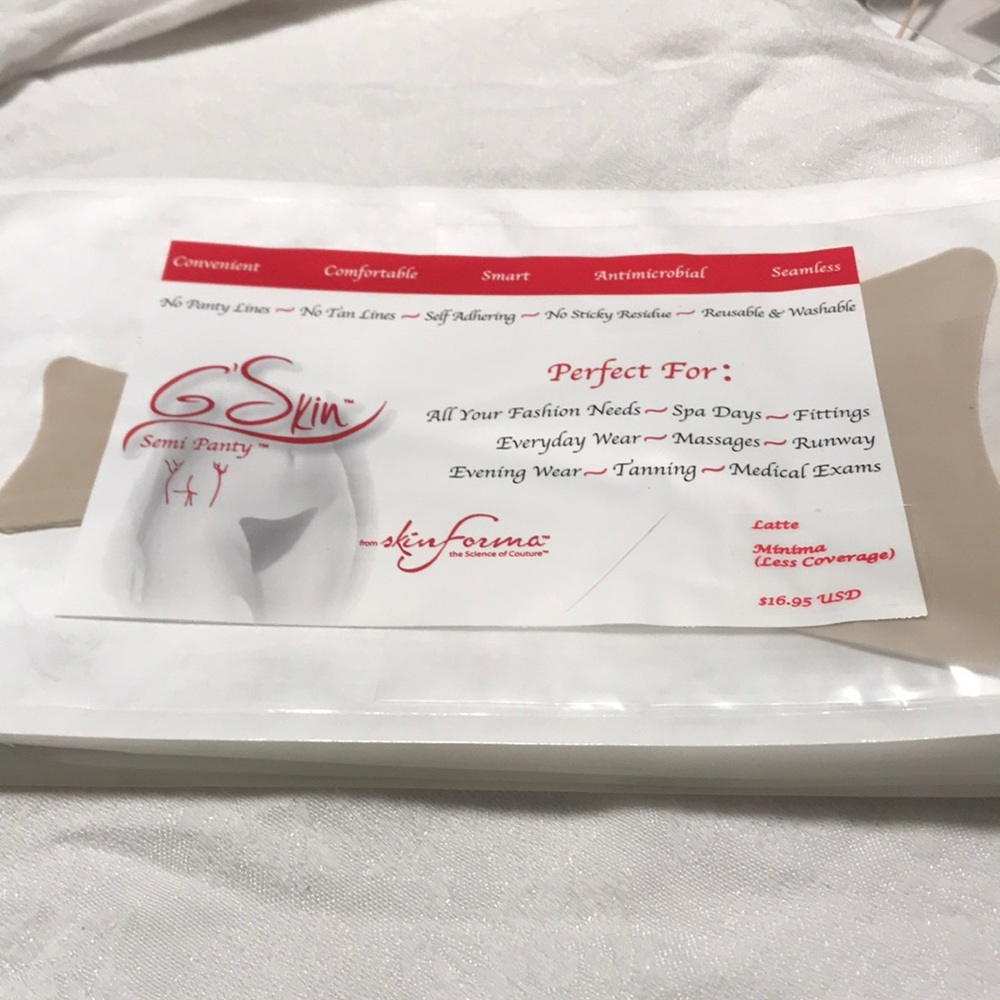 Convenient Comfortable Smart Antimicrobial Seamless
No Panty Lines ~ No Tan Lines ~ Self Adhering ~ No Sticky Residue ~ Reusable & Washable
G'Skin™
Semi Panty™
Perfect For:
All Your Fashion Needs ~ Spa Days ~ Fittings
Everyday Wear ~ Massages ~ Runway
Evening Wear ~ Tanning ~ Medical Exams
from skinforma™
the Science of Couture™
Latte
Minima
(Less Coverage)
$16.95 USD